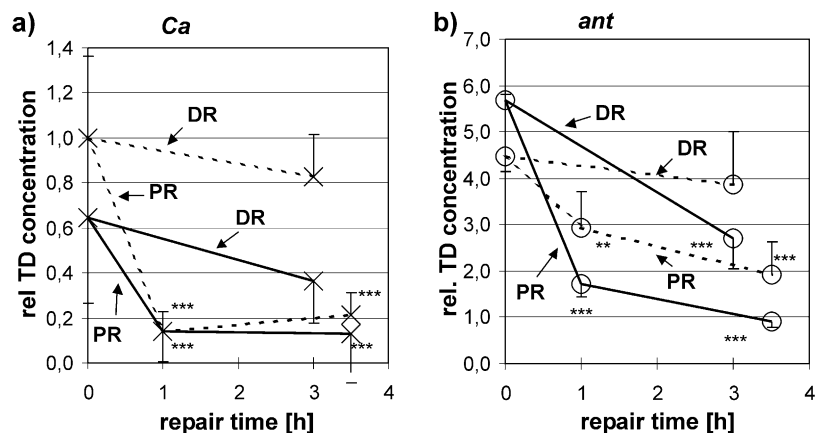 a)
Ca
rel TD concentration
1,4
1,2
1,0
0,8
0,6
0,4
0,2
0,0
DR
PR
DR
PR
***
***
***
***
0
1
2
3
4
repair time [h]
b)
ant
rel. TD concentration
7,0
6,0
5,0
4,0
3,0
2,0
1,0
0,0
DR
DR
**
***
***
PR
PR
***
***
0
1
2
3
4
repair time [h]